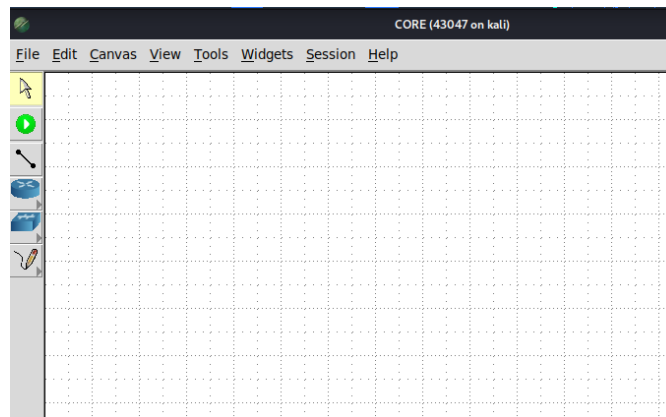 CORE (43047 on kali)
File Edit Canvas View Tools Widgets Session Help